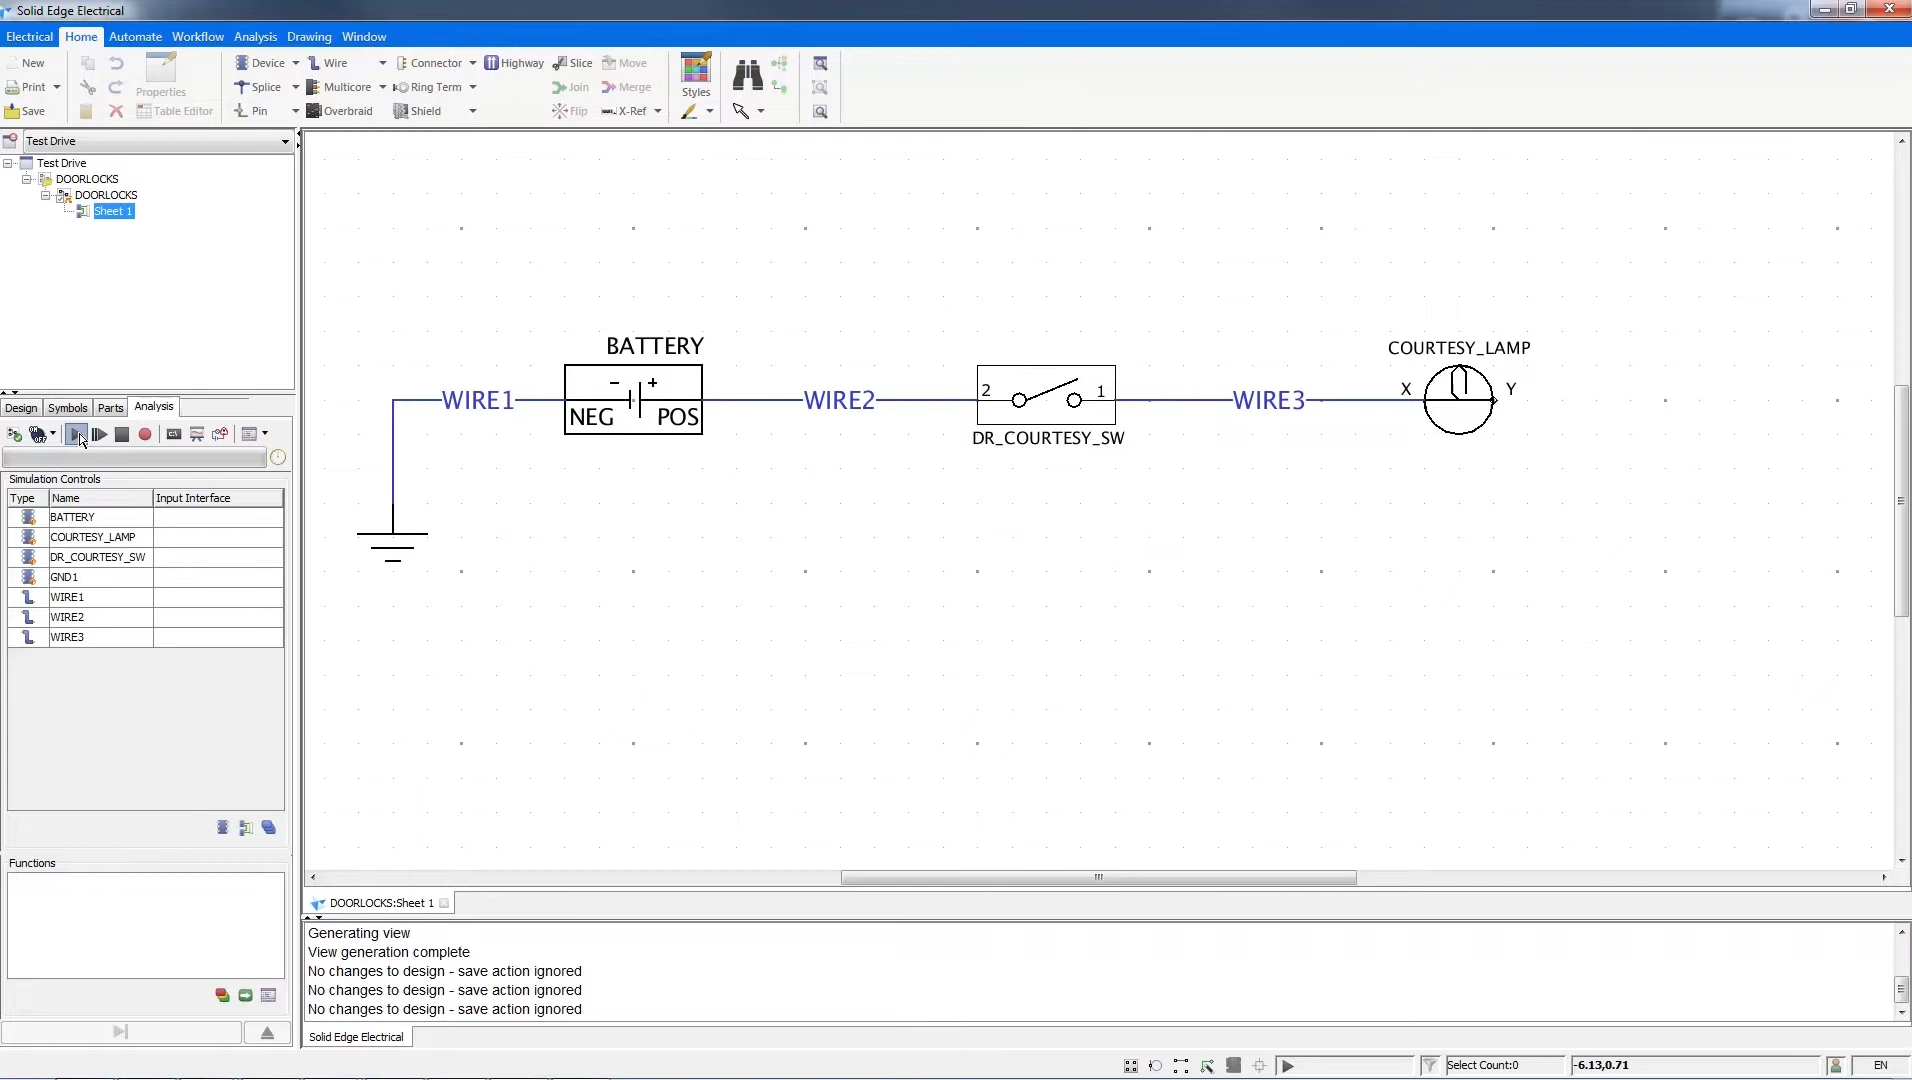 Solid Edge Electrical
Electrical Home Automate Workflow Analysis Drawing Window
New Device Wire Connector Highway Slice Move
Print Properties Splice Multicore Ring Term Join Merge Styles
Save Table Editor Pin Overbraid Shield Flip X-Ref
Test Drive
Test Drive
DOORLOCKS
DOORLOCKS
Sheet 1
Design Symbols Parts Analysis
Simulation Controls
Type Name Input Interface
BATTERY
COURTESY_LAMP
DR_COURTESY_SW
GND1
WIRE1
WIRE2
WIRE3
Functions
BATTERY
- +
NEG POS
WIRE1
WIRE2
2 1
DR_COURTESY_SW
WIRE3
COURTESY_LAMP
X Y
DOORLOCKS:Sheet 1
Generating view
View generation complete
No changes to design - save action ignored
No changes to design - save action ignored
No changes to design - save action ignored
Solid Edge Electrical
Select Count:0 -6.13,0.71 EN